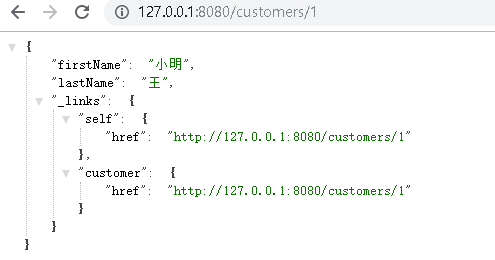 127.0.0.1:8080/customers/1
{
"firstName": "小明",
"lastName": "王",
"_links": {
"self": {
"href": "http://127.0.0.1:8080/customers/1"
},
"customer": {
"href": "http://127.0.0.1:8080/customers/1"
}
}
}